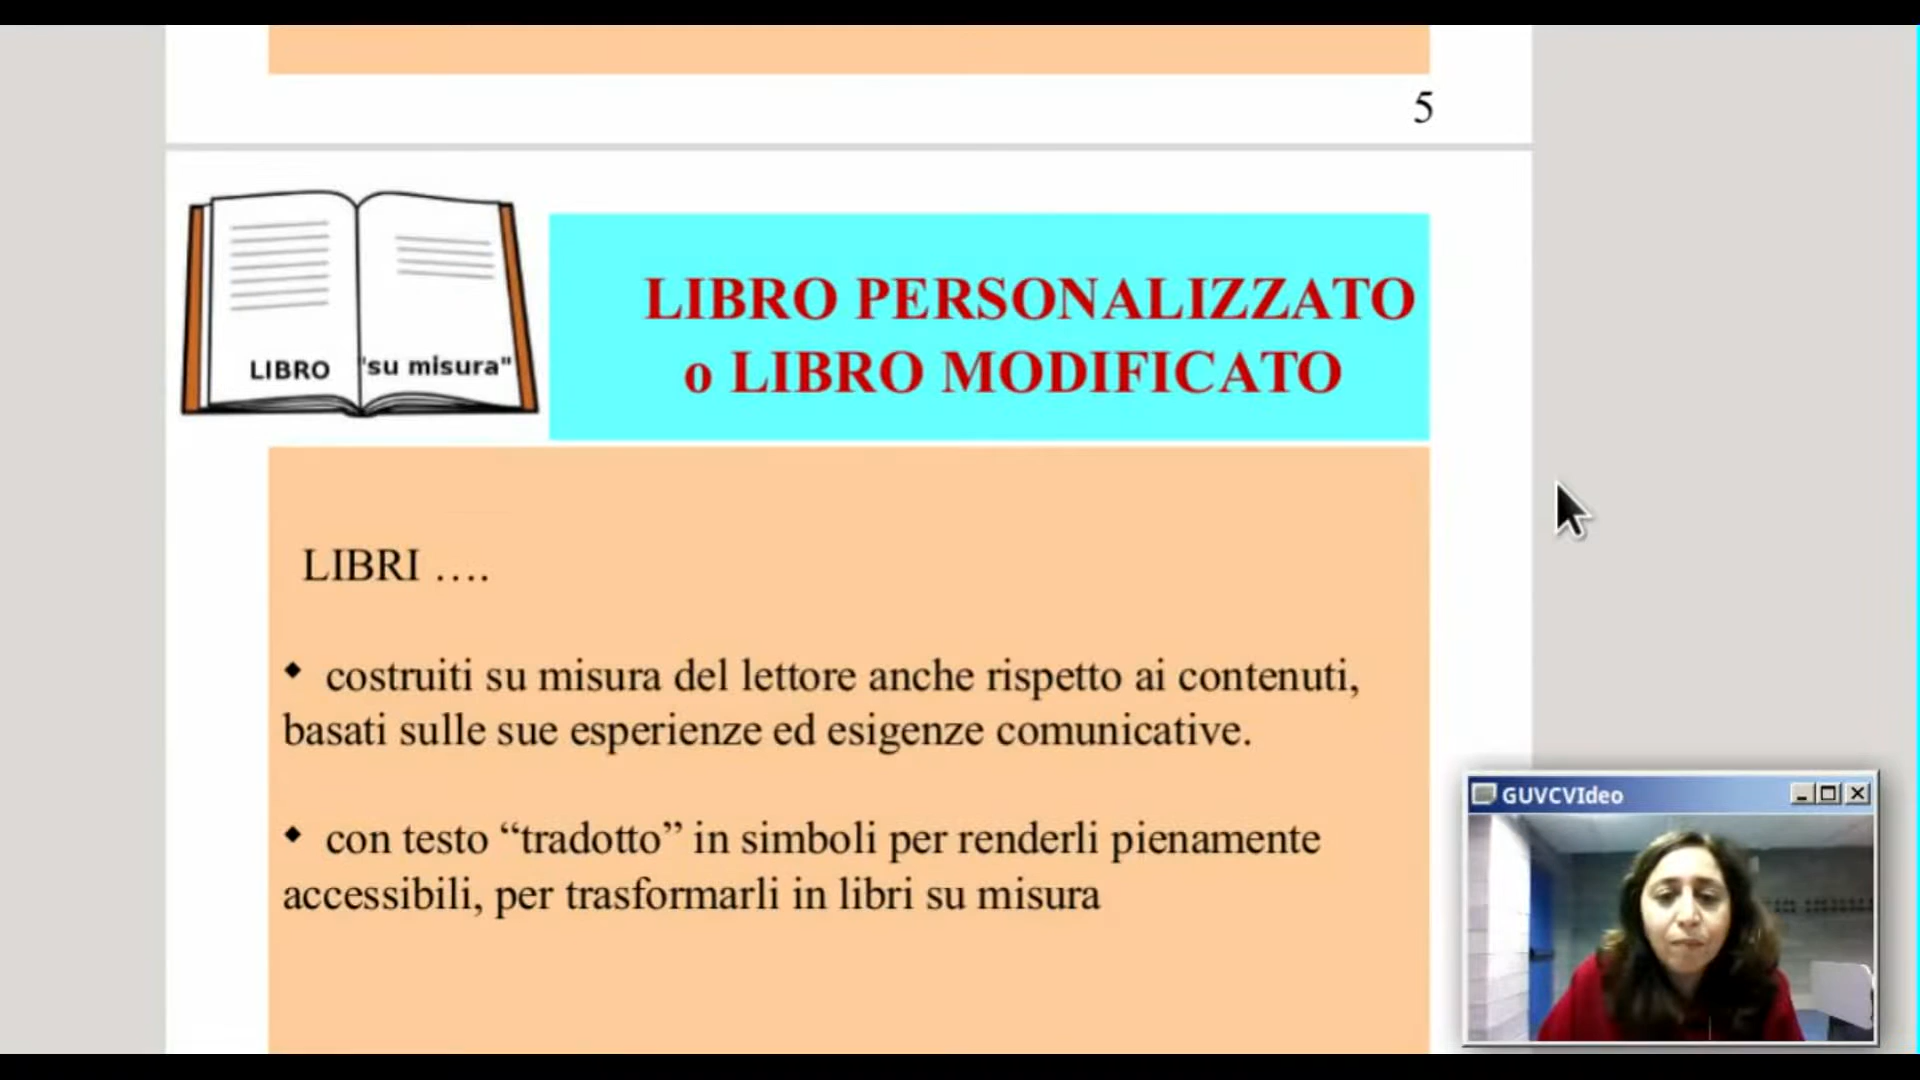 5
LIBRO "su misura"
LIBRO PERSONALIZZATO
o LIBRO MODIFICATO
LIBRI ….
costruiti su misura del lettore anche rispetto ai contenuti,
basati sulle sue esperienze ed esigenze comunicative.
con testo “tradotto” in simboli per renderli pienamente
accessibili, per trasformarli in libri su misura
GUVCVIdeo